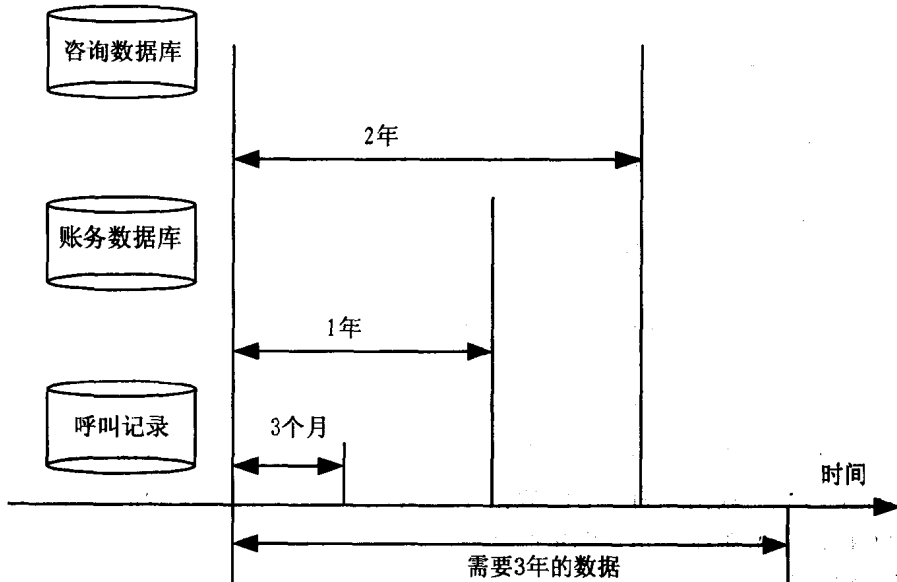 咨询数据库
2年
账务数据库
1年
呼叫记录
3个月
时间
需要3年的数据